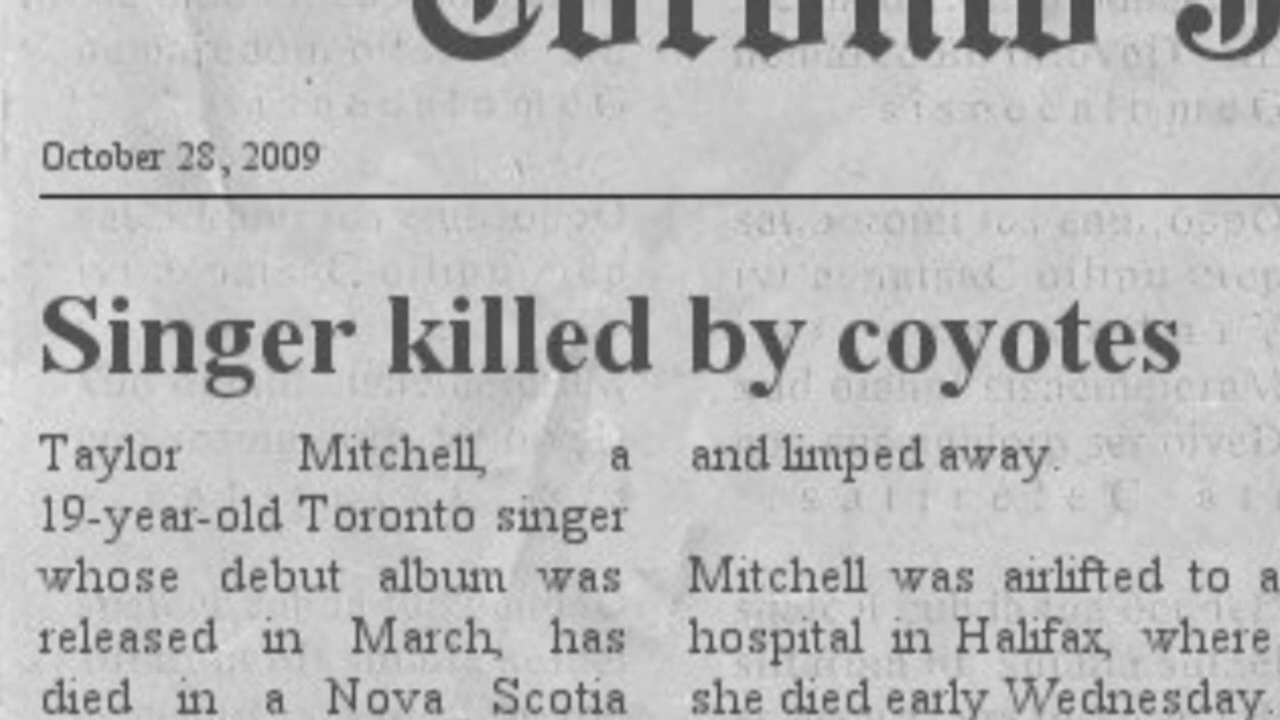 October 28, 2009
Singer killed by coyotes
Taylor Mitchell, a
19-year-old Toronto singer
whose debut album was
released in March, has
died in a Nova Scotia
and limped away.
Mitchell was airlifted to a
hospital in Halifax, where
she died early Wednesday.